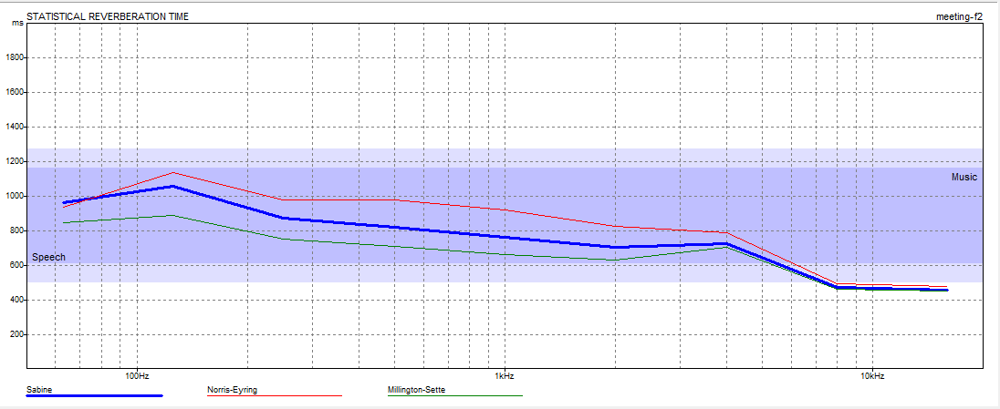 STATISTICAL REVERBERATION TIME meeting-f2
ms
1800
1600
1400
1200
Music
1000
800
Speech
600
400
200
100Hz 1kHz 10kHz
Sabine Norris-Eyring Millington-Sette